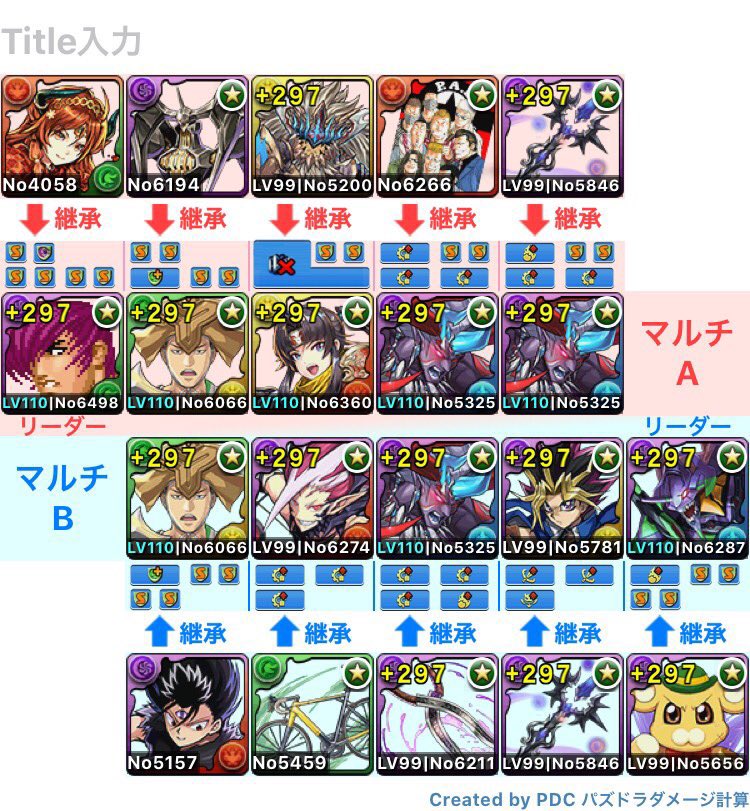 Title入力
+297
+297
No4058
No6194
LV99|No5200
No6266
LV99|No5846
継承
継承
継承
継承
継承
+297
+297
+297
+297
+297
LV110|No6498
LV110|No6066
LV110|No6360
LV110|No5325
LV110|No5325
マルチ
A
リーダー
リーダー
マルチ
B
+297
+297
+297
+297
+297
LV110|No6066
LV99|No6274
LV110|No5325
LV99|No5781
LV110|No6287
継承
継承
継承
継承
継承
+297
+297
+297
No5157
No5459
LV99|No6211
LV99|No5846
LV99|No5656
Created by PDC パズドラダメージ計算